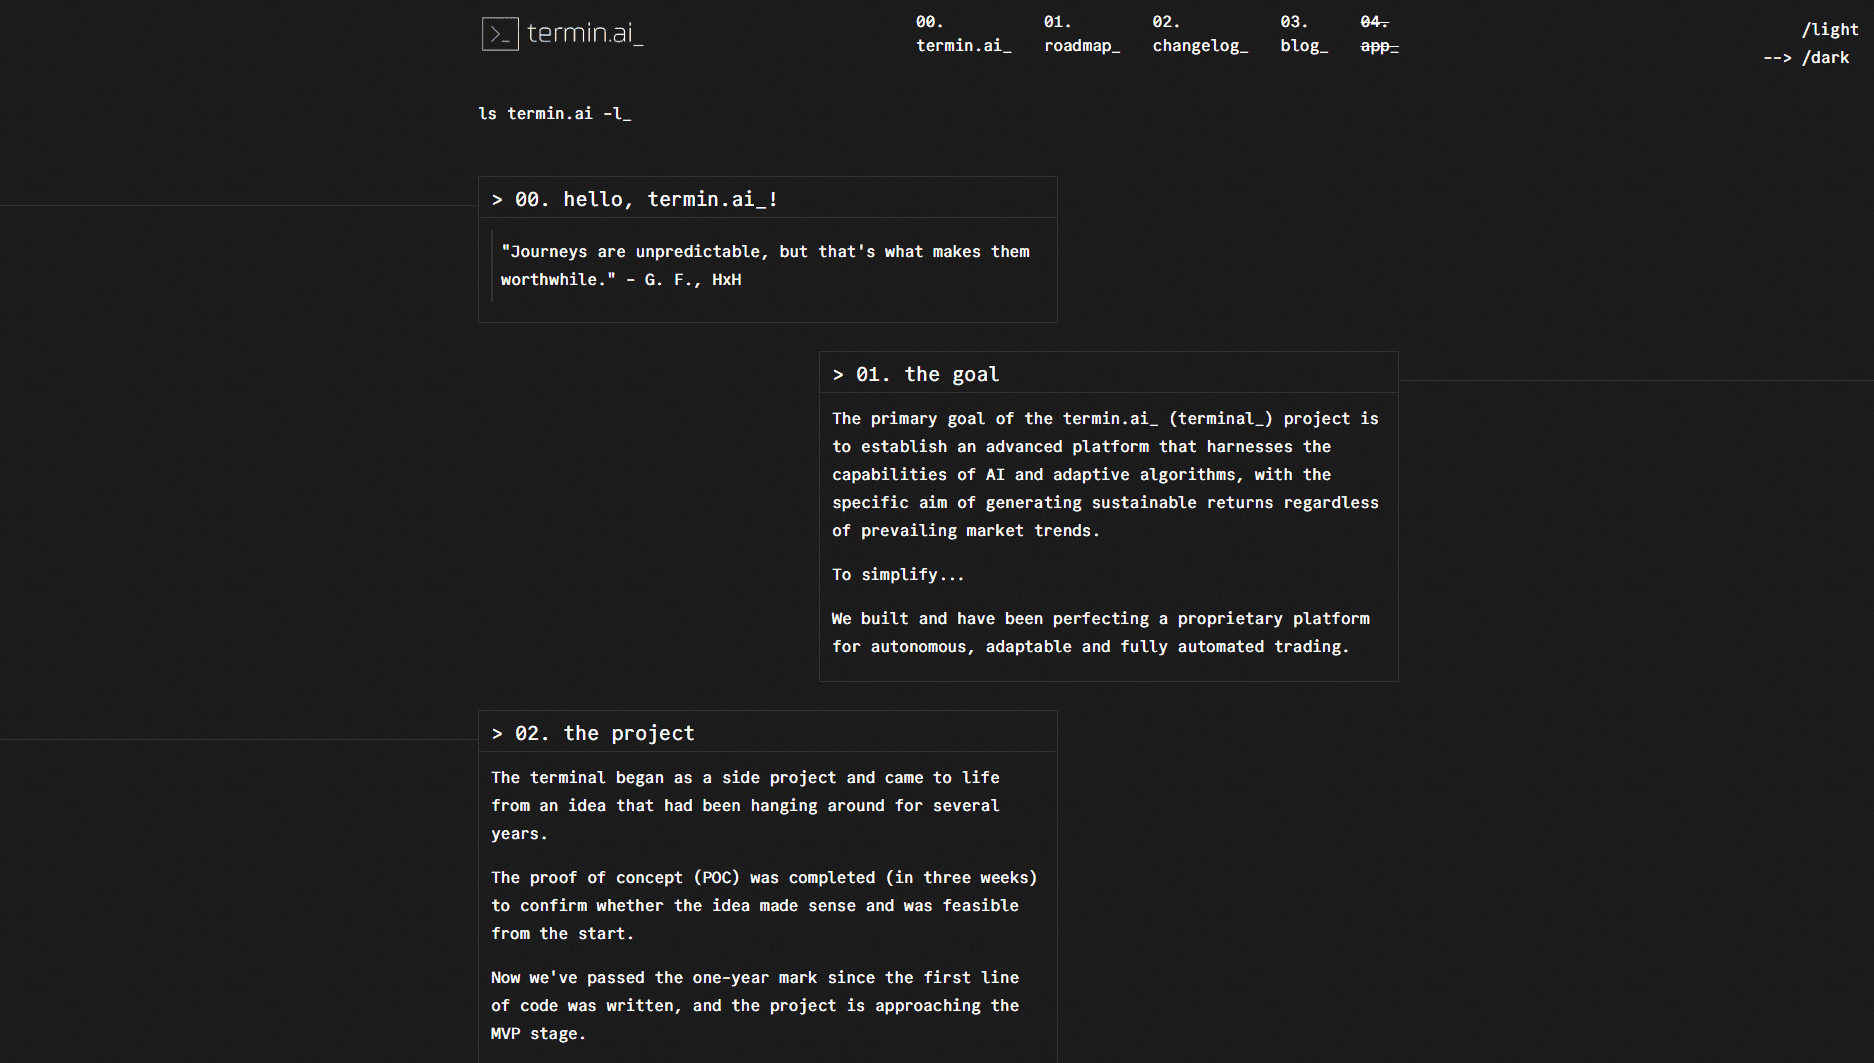 >_ termin.ai_
00.
termin.ai_
01.
roadmap_
02.
changelog_
03.
blog_
04.
app_
/light
--> /dark
ls termin.ai -l_
> 00. hello, termin.ai_!
"Journeys are unpredictable, but that's what makes them
worthwhile." - G. F., HxH
> 01. the goal
The primary goal of the termin.ai_ (terminal_) project is
to establish an advanced platform that harnesses the
capabilities of AI and adaptive algorithms, with the
specific aim of generating sustainable returns regardless
of prevailing market trends.
To simplify...
We built and have been perfecting a proprietary platform
for autonomous, adaptable and fully automated trading.
> 02. the project
The terminal began as a side project and came to life
from an idea that had been hanging around for several
years.
The proof of concept (POC) was completed (in three weeks)
to confirm whether the idea made sense and was feasible
from the start.
Now we've passed the one-year mark since the first line
of code was written, and the project is approaching the
MVP stage.